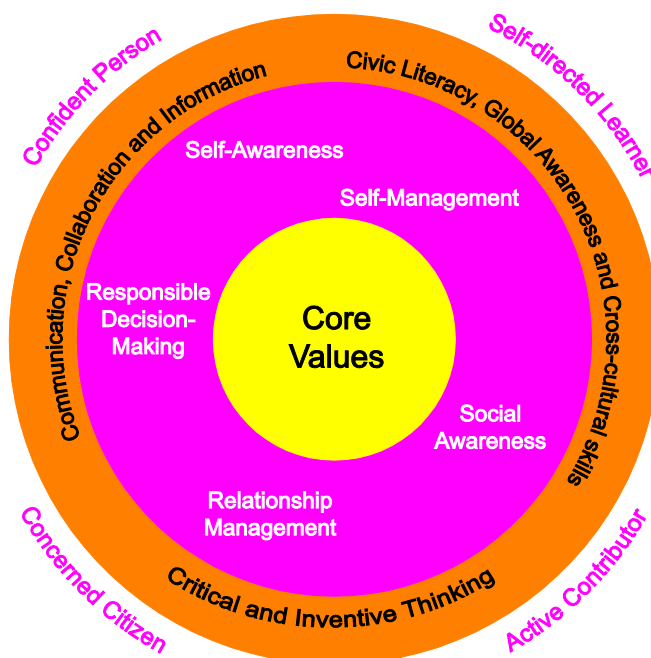 Confident Person
Self-directed Learner
Communication, Collaboration and Information
Civic Literacy, Global Awareness and Cross-cultural skills
Self-Awareness
Self-Management
Responsible
Decision-
Making
Core
Values
Social
Awareness
Relationship
Management
Critical and Inventive Thinking
Concerned Citizen
Active Contributor